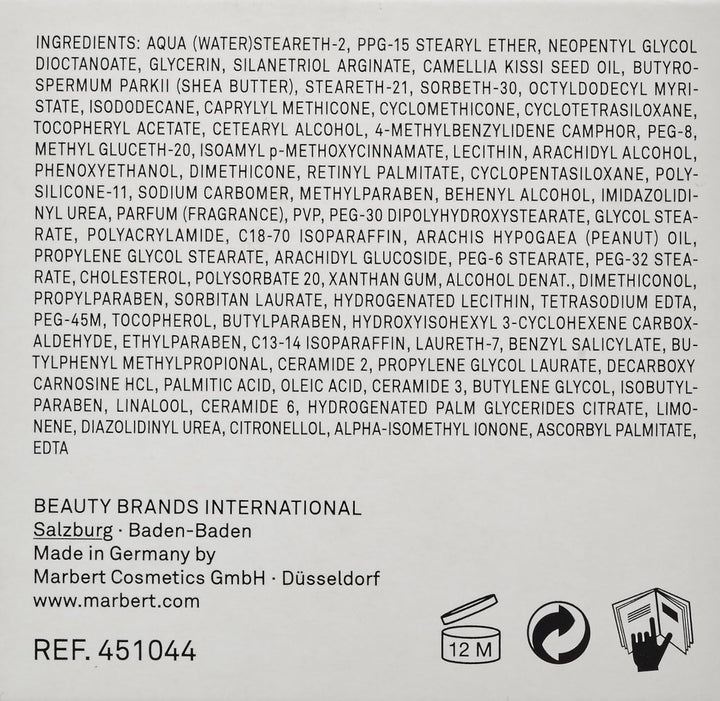 INGREDIENTS: AQUA (WATER)STEARETH-2, PPG-15 STEARYL ETHER, NEOPENTYL GLYCOL
DIOCTANOATE, GLYCERIN, SILANETRIOL ARGINATE, CAMELLIA KISSI SEED OIL, BUTYRO-
SPERMUM PARKII (SHEA BUTTER), STEARETH-21, SORBETH-30, OCTYLDODECYL MYRI-
STATE, ISODODECANE, CAPRYLYL METHICONE, CYCLOMETHICONE, CYCLOTETRASILOXANE,
TOCOPHERYL ACETATE, CETEARYL ALCOHOL, 4-METHYLBENZYLIDENE CAMPHOR, PEG-8,
METHYL GLUCETH-20, ISOAMYL p-METHOXYCINNAMATE, LECITHIN, ARACHIDYL ALCOHOL,
PHENOXYETHANOL, DIMETHICONE, RETINYL PALMITATE, CYCLOPENTASILOXANE, POLY-
SILICONE-11, SODIUM CARBOMER, METHYLPARABEN, BEHENYL ALCOHOL, IMIDAZOLIDI-
NYL UREA, PARFUM (FRAGRANCE), PVP, PEG-30 DIPOLYHYDROXYSTEARATE, GLYCOL STEA-
RATE, POLYACRYLAMIDE, C18-70 ISOPARAFFIN, ARACHIS HYPOGAEA (PEANUT) OIL,
PROPYLENE GLYCOL STEARATE, ARACHIDYL GLUCOSIDE, PEG-6 STEARATE, PEG-32 STEA-
RATE, CHOLESTEROL, POLYSORBATE 20, XANTHAN GUM, ALCOHOL DENAT., DIMETHICONOL,
PROPYLPARABEN, SORBITAN LAURATE, HYDROGENATED LECITHIN, TETRASODIUM EDTA,
PEG-45M, TOCOPHEROL, BUTYLPARABEN, HYDROXYISOHEXYL 3-CYCLOHEXENE CARBOX-
ALDEHYDE, ETHYLPARABEN, C13-14 ISOPARAFFIN, LAURETH-7, BENZYL SALICYLATE, BU-
TYLPHENYL METHYLPROPIONAL, CERAMIDE 2, PROPYLENE GLYCOL LAURATE, DECARBOXY
CARNOSINE HCL, PALMITIC ACID, OLEIC ACID, CERAMIDE 3, BUTYLENE GLYCOL, ISOBUTYL-
PARABEN, LINALOOL, CERAMIDE 6, HYDROGENATED PALM GLYCERIDES CITRATE, LIMO-
NENE, DIAZOLIDINYL UREA, CITRONELLOL, ALPHA-ISOMETHYL IONONE, ASCORBYL PALMITATE,
EDTA
BEAUTY BRANDS INTERNATIONAL
Salzburg · Baden-Baden
Made in Germany by
Marbert Cosmetics GmbH · Düsseldorf
www.marbert.com
REF. 451044
12 M